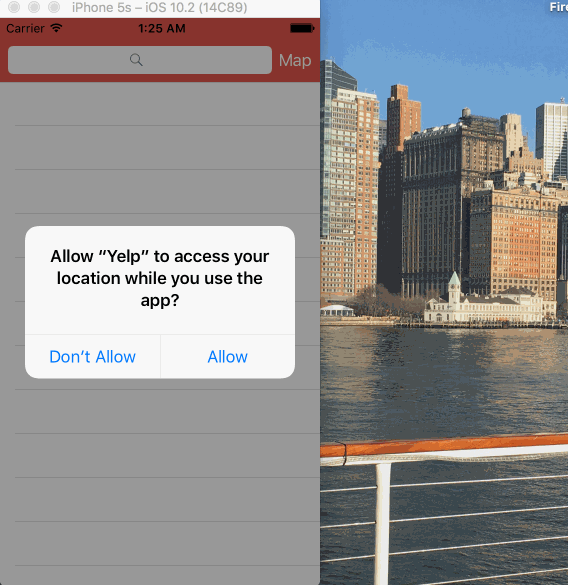 iPhone 5s – iOS 10.2 (14C89)
Carrier 1:25 AM
Map
Allow “Yelp” to access your
location while you use the
app?
Don’t Allow Allow